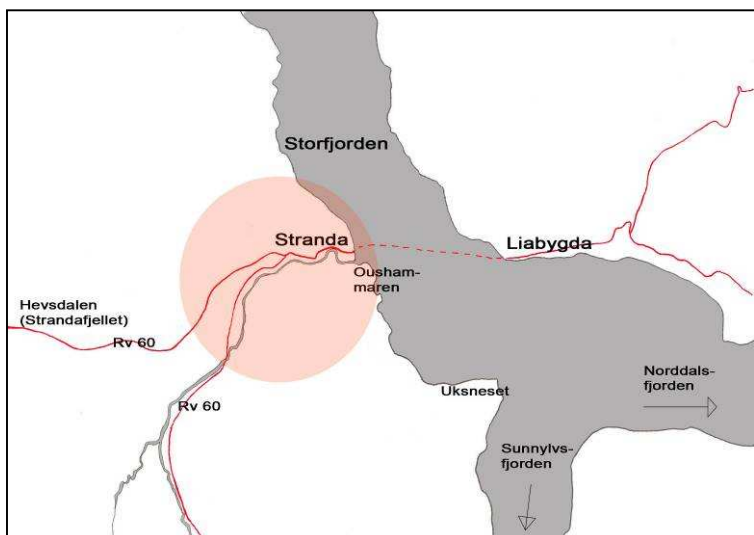 Storfjorden
Stranda
Liabygda
Ousham-
maren
Hevsdalen
(Strandafjellet)
Rv 60
Norddals-
fjorden
Uksneset
Rv 60
Sunnylvs-
fjorden